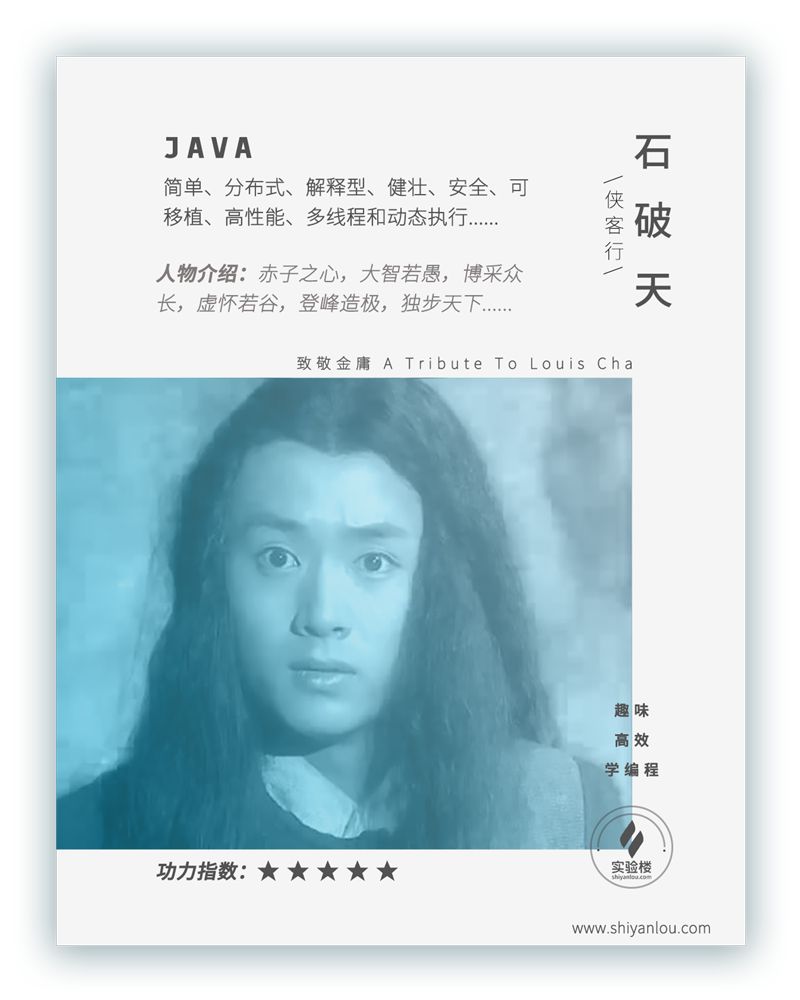 JAVA
简单、分布式、解释型、健壮、安全、可
移植、高性能、多线程和动态执行......
人物介绍：赤子之心，大智若愚，博采众
长，虚怀若谷，登峰造极，独步天下......
石破天
/侠客行/
致敬金庸 A Tribute To Louis Cha
趣味
高效
学编程
实验楼
shiyanlou.com
功力指数：★★★★★
www.shiyanlou.com